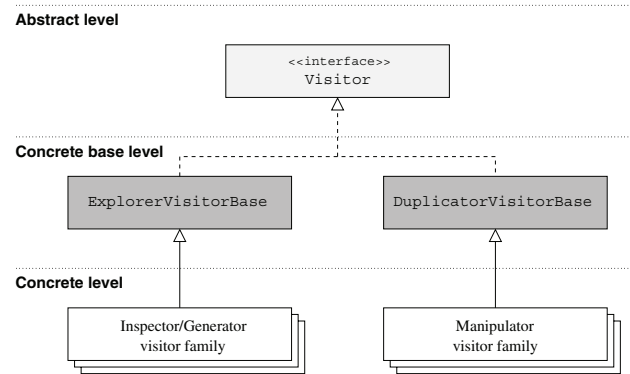 Abstract level
<<interface>>
Visitor
Concrete base level
ExplorerVisitorBase
DuplicatorVisitorBase
Concrete level
Inspector/Generator
visitor family
Manipulator
visitor family